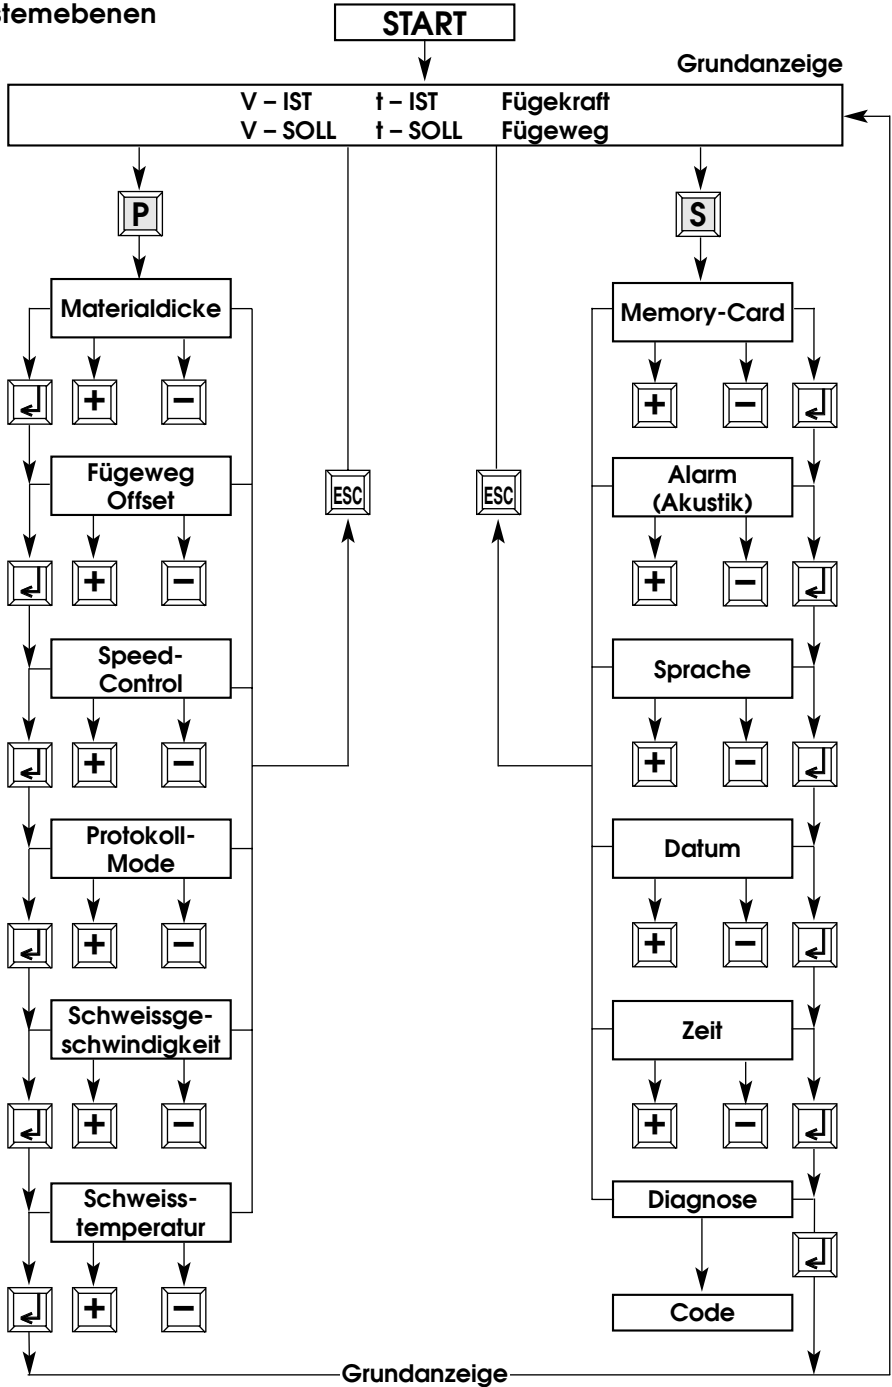 stemebenen
START
Grundanzeige
V – IST t – IST Fügekraft
V – SOLL t – SOLL Fügeweg
P
S
Materialdicke
Memory-Card
+ −
+ −
Fügeweg
Offset
ESC
ESC
Alarm
(Akustik)
+ −
+ −
Speed-
Control
Sprache
+ −
+ −
Protokoll-
Mode
Datum
+ −
+ −
Schweissge-
schwindigkeit
Zeit
+ −
+ −
Schweiss-
temperatur
Diagnose
+ −
Code
Grundanzeige